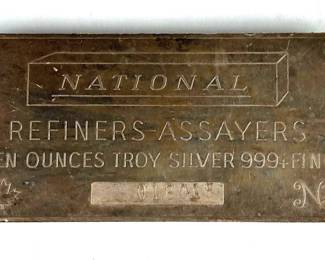 NATIONAL
REFINERS-ASSAYERS
EN OUNCES TROY SILVER 999+ FIN
N